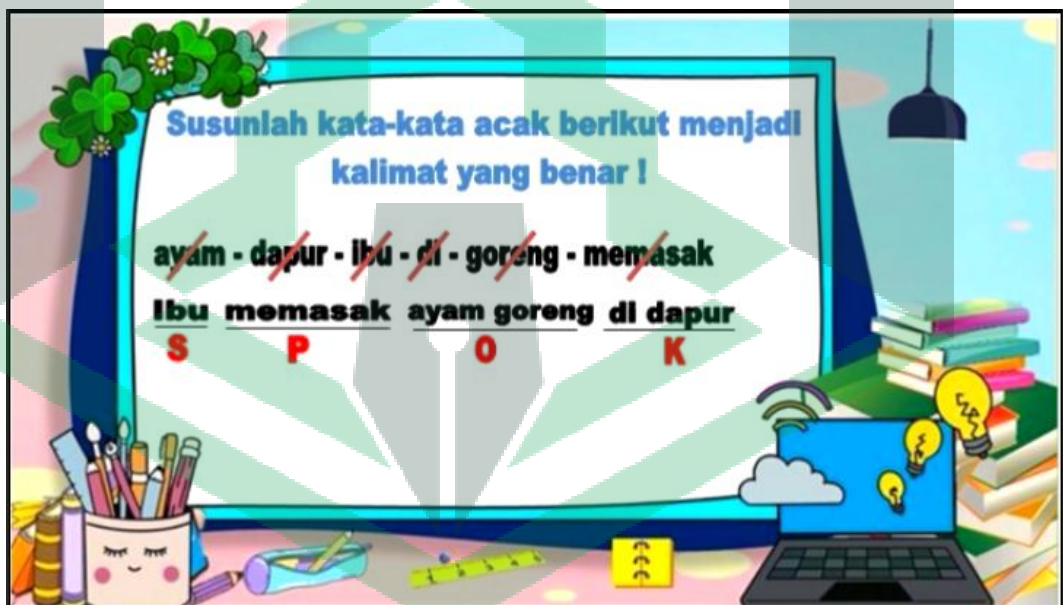 Susunlah kata-kata acak berikut menjadi
kalimat yang benar !
ayam - dapur - ibu - di - goreng - memasak
Ibu memasak ayam goreng di dapur
S P O K